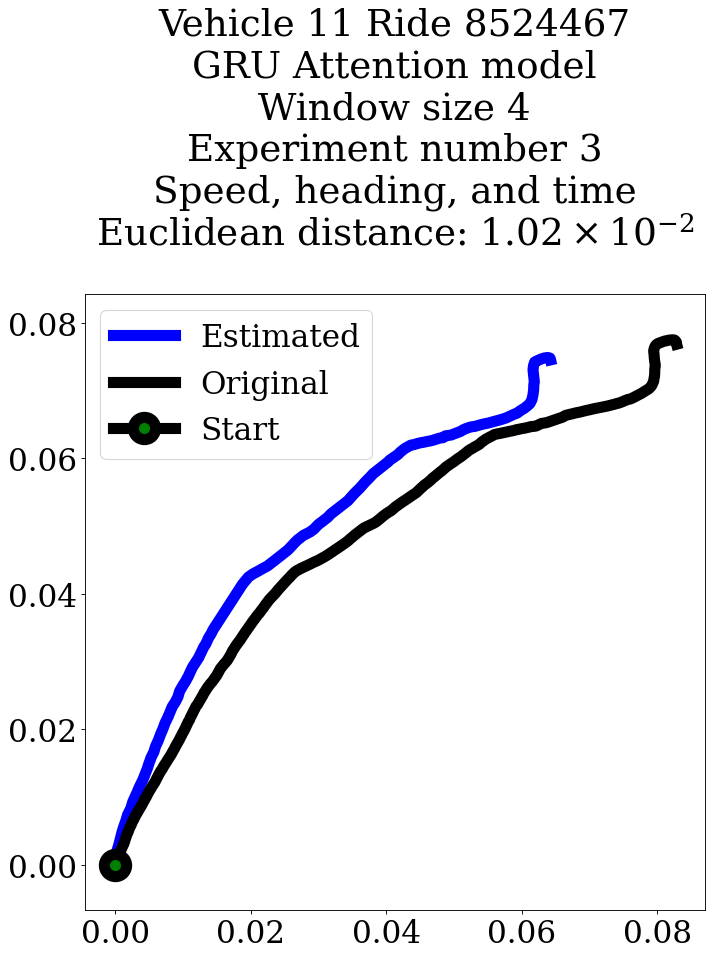 Vehicle 11 Ride 8524467
GRU Attention model
Window size 4
Experiment number 3
Speed, heading, and time
Euclidean distance: 1.02 × 10⁻²
Estimated
Original
Start
0.08
0.06
0.04
0.02
0.00
0.00 0.02 0.04 0.06 0.08